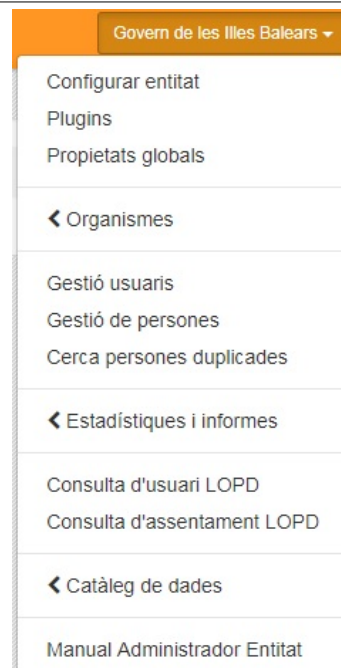 Govern de les Illes Balears
Configurar entitat
Plugins
Propietats globals
Organismes
Gestió usuaris
Gestió de persones
Cerca persones duplicades
Estadístiques i informes
Consulta d'usuari LOPD
Consulta d'assentament LOPD
Catàleg de dades
Manual Administrador Entitat